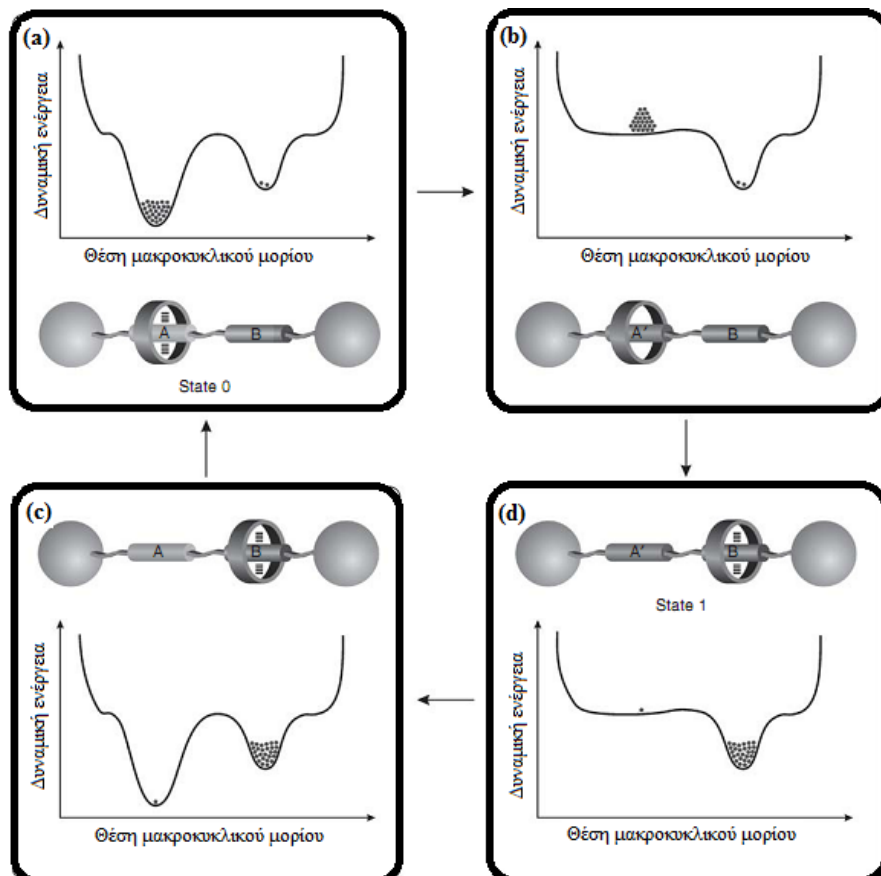 (a)
Δυναμική ενέργεια
Θέση μακροκυκλικού μορίου
A
B
State 0
(b)
Δυναμική ενέργεια
Θέση μακροκυκλικού μορίου
A′
B
(c)
A
B
Δυναμική ενέργεια
Θέση μακροκυκλικού μορίου
(d)
A′
B
State 1
Δυναμική ενέργεια
Θέση μακροκυκλικού μορίου